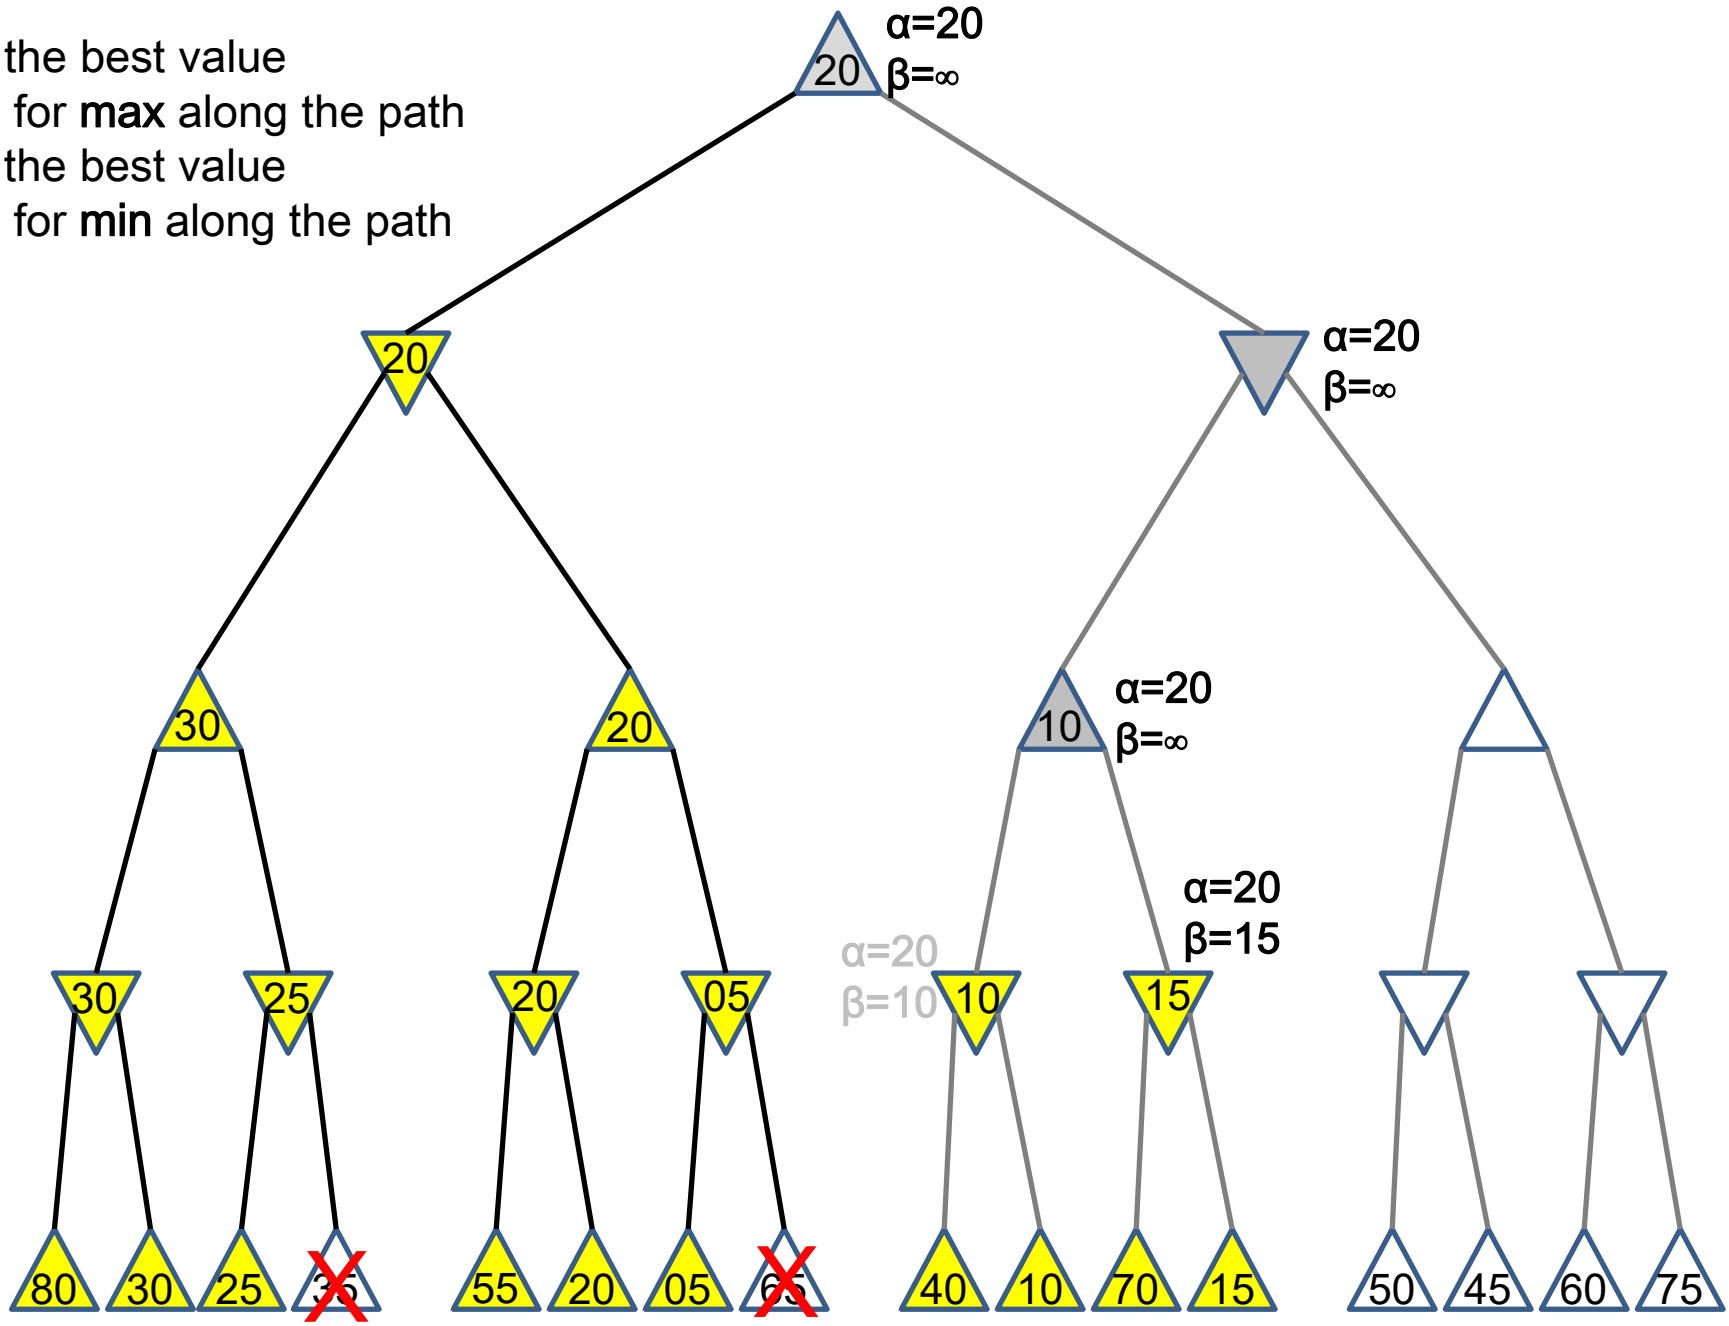 the best value
for max along the path
the best value
for min along the path
α=20
β=∞
20
20
α=20
β=∞
30
20
10
α=20
β=∞
α=20
β=15
α=20
β=10
30
25
20
05
10
15
80
30
25
35
55
20
05
65
40
10
70
15
50
45
60
75